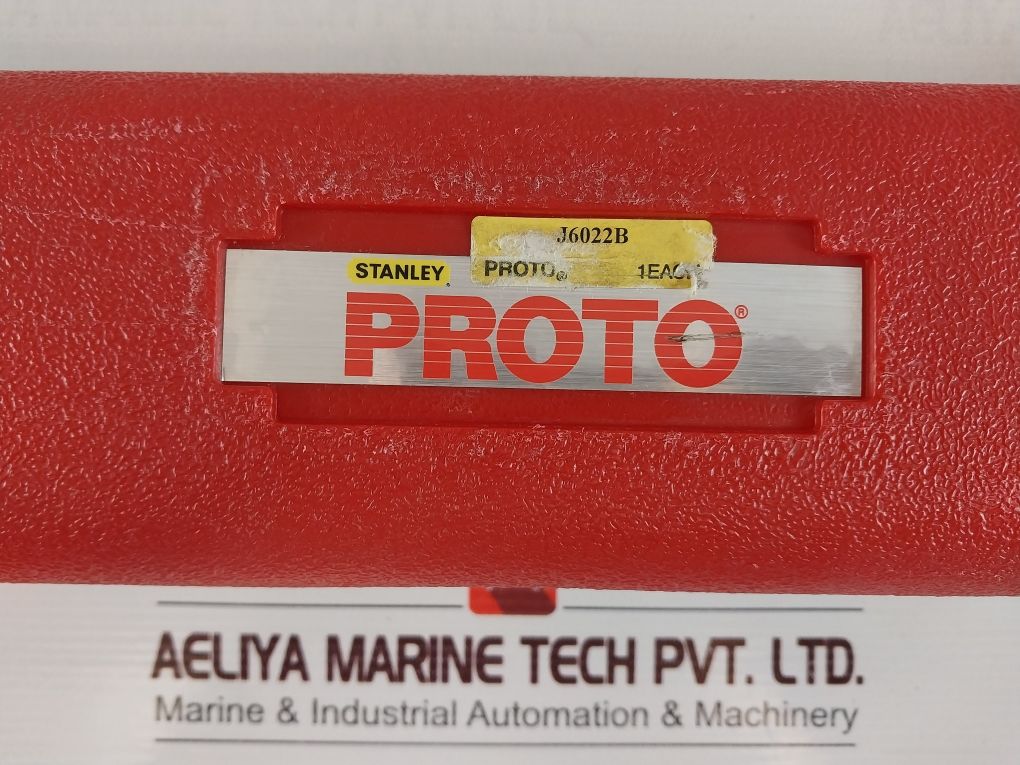 J6022B
STANLEY® PROTO® 1EACH
PROTO®
AELIYA MARINE TECH PVT. LTD.
Marine & Industrial Automation & Machinery